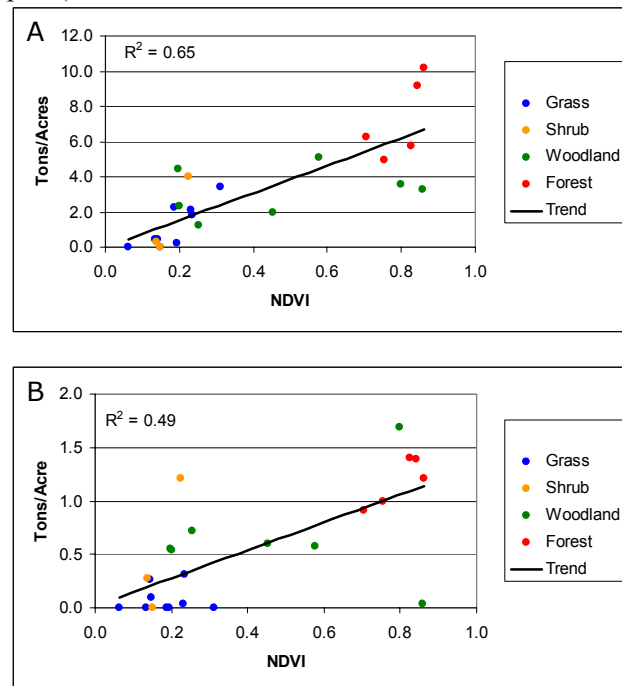 A
R² = 0.65
12.0
10.0
8.0
6.0
4.0
2.0
0.0
Tons/Acres
0.0 0.2 0.4 0.6 0.8 1.0
NDVI
Grass
Shrub
Woodland
Forest
Trend
B
R² = 0.49
2.0
1.5
1.0
0.5
0.0
Tons/Acre
0.0 0.2 0.4 0.6 0.8 1.0
NDVI
Grass
Shrub
Woodland
Forest
Trend